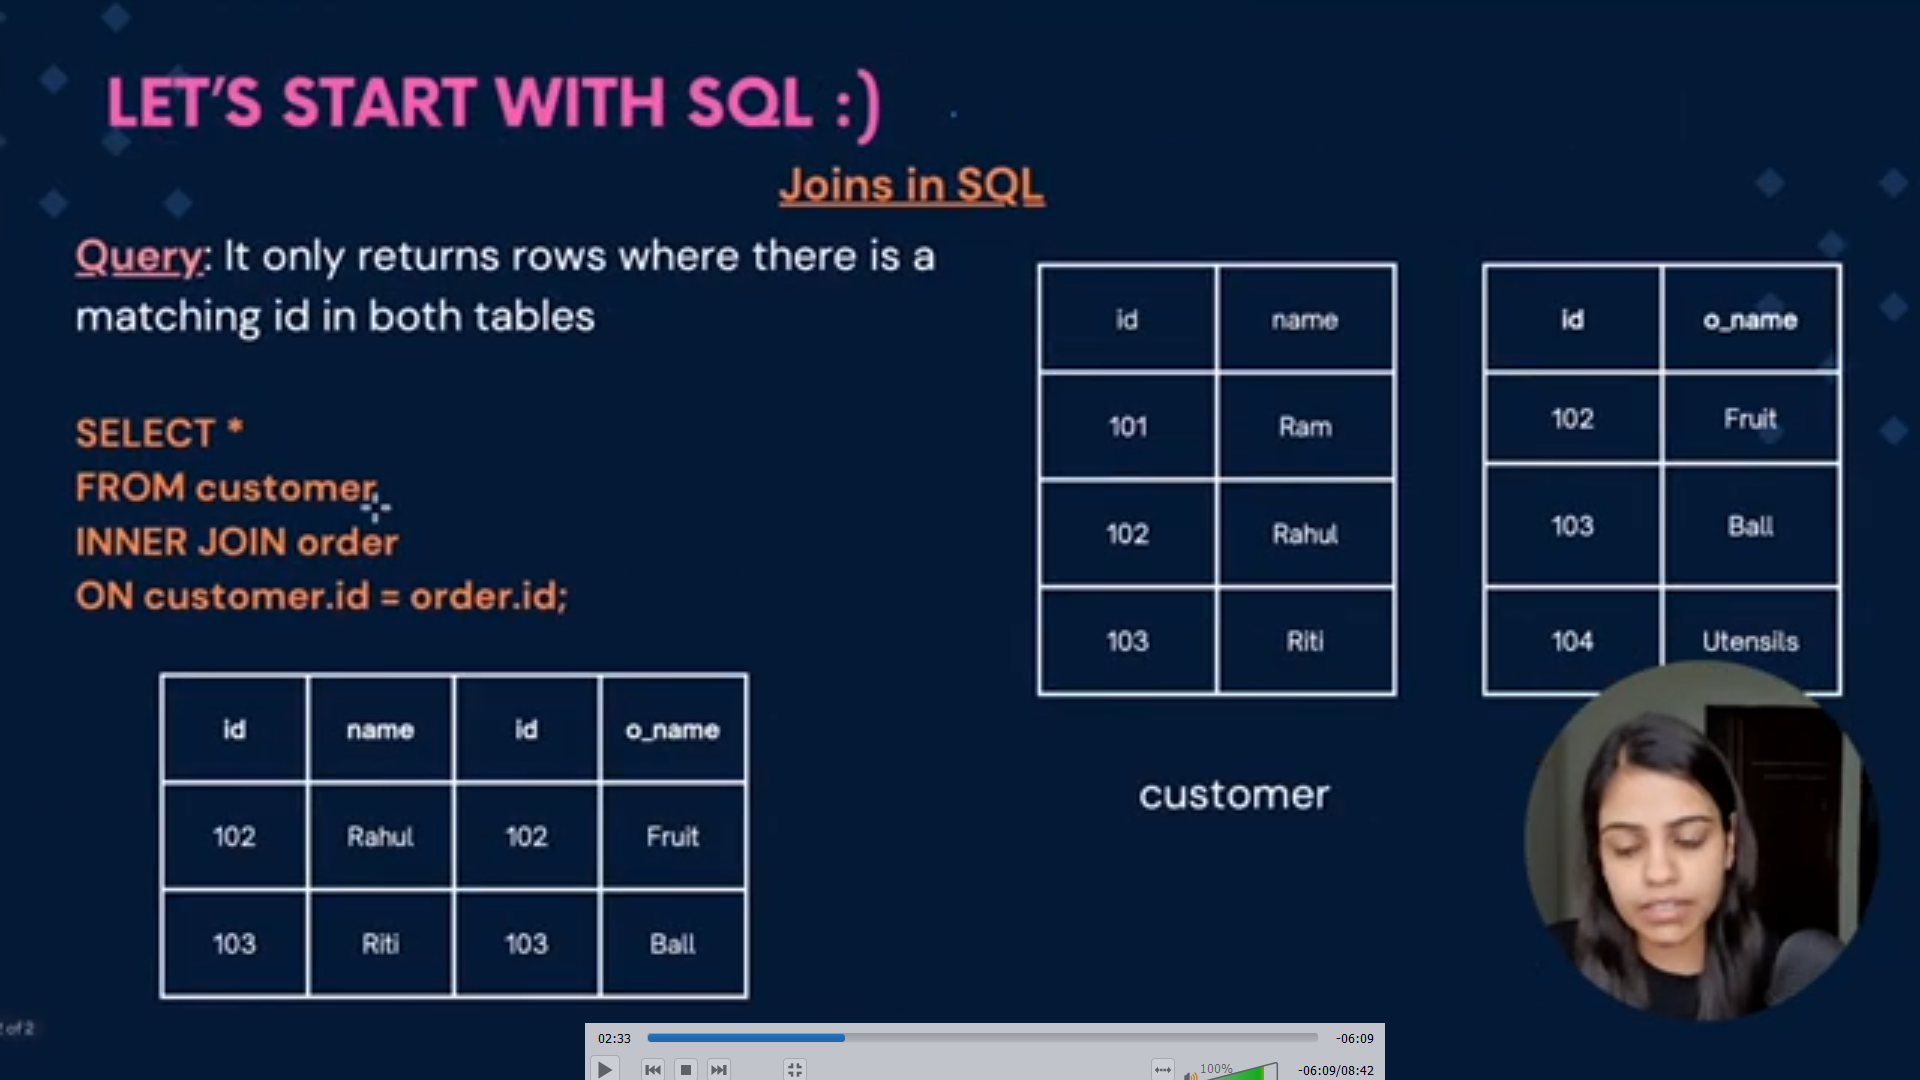 LET'S START WITH SQL :)
Joins in SQL
Query: It only returns rows where there is a
matching id in both tables
SELECT *
FROM customer
INNER JOIN order
ON customer.id = order.id;
id name id o_name
102 Rahul 102 Fruit
103 Riti 103 Ball
id name
101 Ram
102 Rahul
103 Riti
customer
id o_name
102 Fruit
103 Ball
104 Utensils
of 2
02:33
-06:09
100%
-06:09/08:42